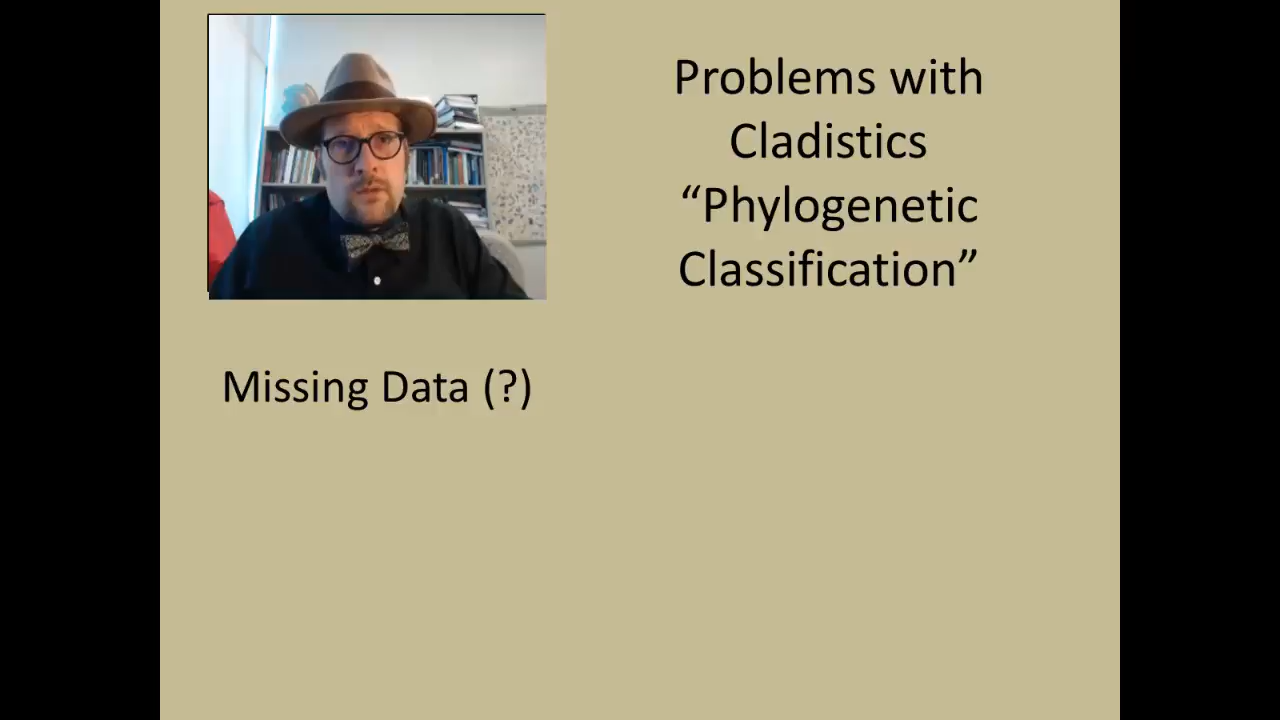 Problems with
Cladistics
“Phylogenetic
Classification”
Missing Data (?)